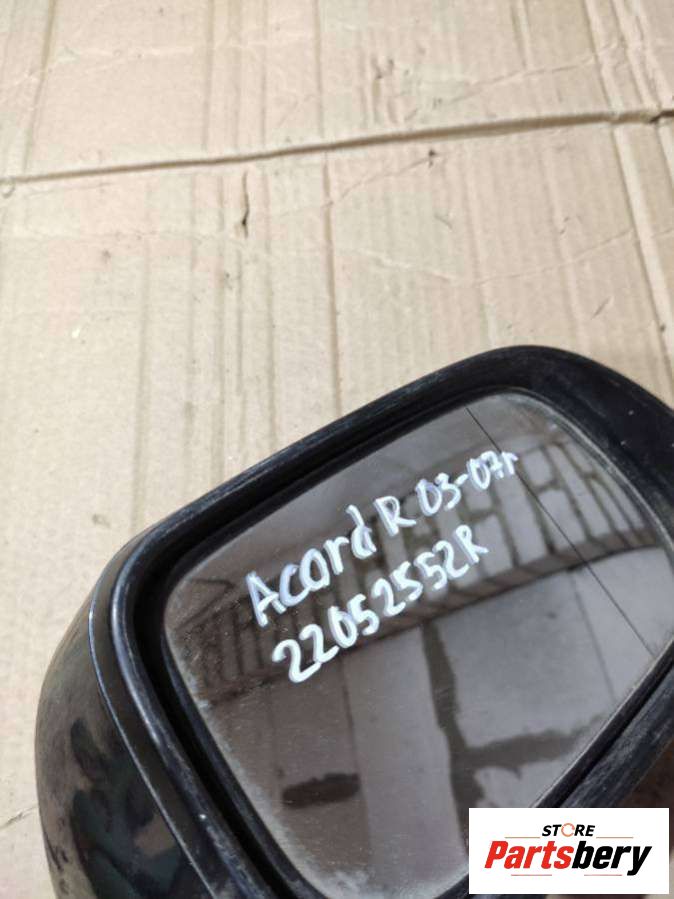 Acord R 03-07г
22052552R
STORE
Partsbery